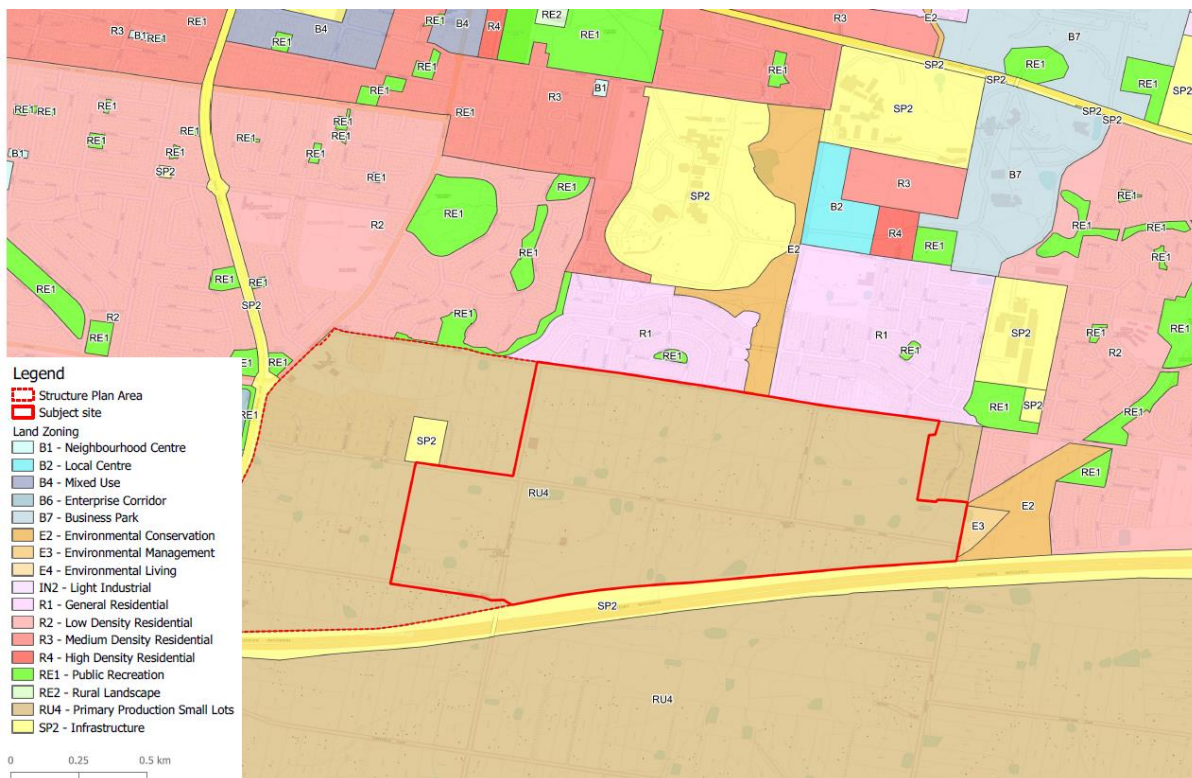 R3
B1
RE1
RE1
B4
RE1
B4
R4
RE2
RE1
R3
E2
B7
RE1
SP2
SP2
SP2
RE1
RE1
RE1
R3
B1
RE1
SP2
SP2
SP2
RE1
RE1
RE1
RE1
RE1
RE1
RE1
RE1
RE1
B1
SP2
RE1
R2
RE1
RE1
RE1
SP2
E2
B2
R3
R4
RE1
B7
RE1
RE1
RE1
RE1
RE1
RE1
RE1
SP2
R2
RE1
RE1
R1
RE1
R1
RE1
SP2
SP2
RE1
RE1
R2
RE1
RE1
RE1
E1
RE1
RE1
SP2
RU4
RE1
E2
E3
SP2
RU4
Legend
Structure Plan Area
Subject site
Land Zoning
B1 - Neighbourhood Centre
B2 - Local Centre
B4 - Mixed Use
B6 - Enterprise Corridor
B7 - Business Park
E2 - Environmental Conservation
E3 - Environmental Management
E4 - Environmental Living
IN2 - Light Industrial
R1 - General Residential
R2 - Low Density Residential
R3 - Medium Density Residential
R4 - High Density Residential
RE1 - Public Recreation
RE2 - Rural Landscape
RU4 - Primary Production Small Lots
SP2 - Infrastructure
0 0.25 0.5 km